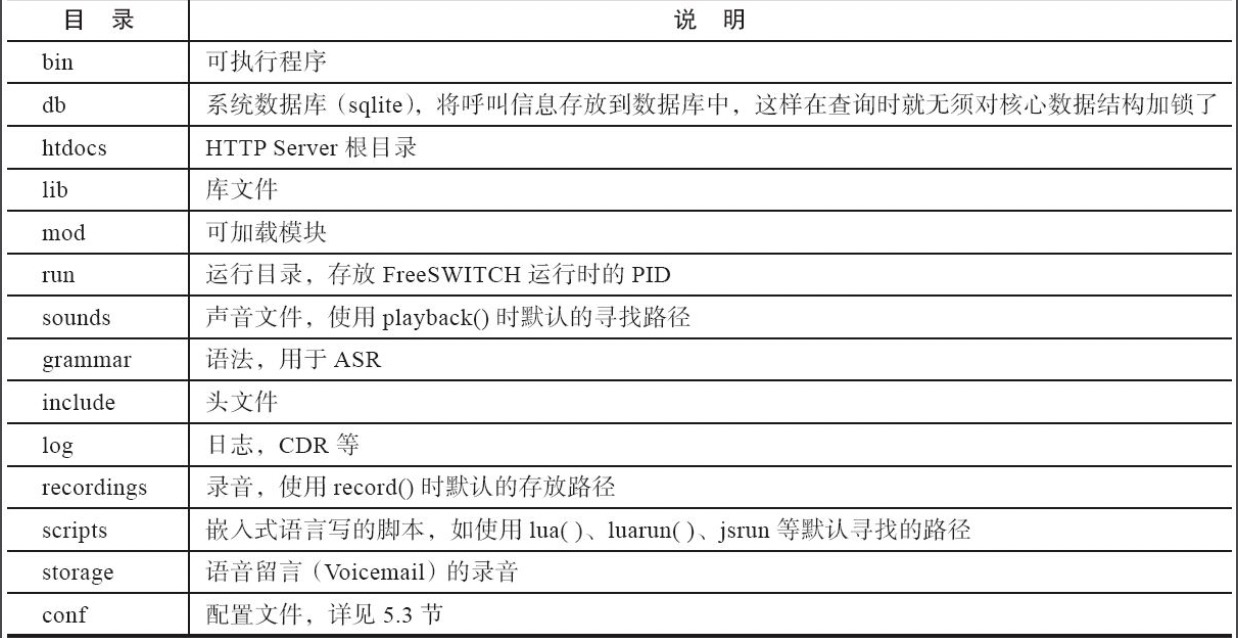 目 录 说 明
bin 可执行程序
db 系统数据库（sqlite），将呼叫信息存放到数据库中，这样在查询时就无须对核心数据结构加锁了
htdocs HTTP Server 根目录
lib 库文件
mod 可加载模块
run 运行目录，存放 FreeSWITCH 运行时的 PID
sounds 声音文件，使用 playback() 时默认的寻找路径
grammar 语法，用于 ASR
include 头文件
log 日志，CDR 等
recordings 录音，使用 record() 时默认的存放路径
scripts 嵌入式语言写的脚本，如使用 lua( )、luarun( )、jsrun 等默认寻找的路径
storage 语音留言（Voicemail）的录音
conf 配置文件，详见 5.3 节